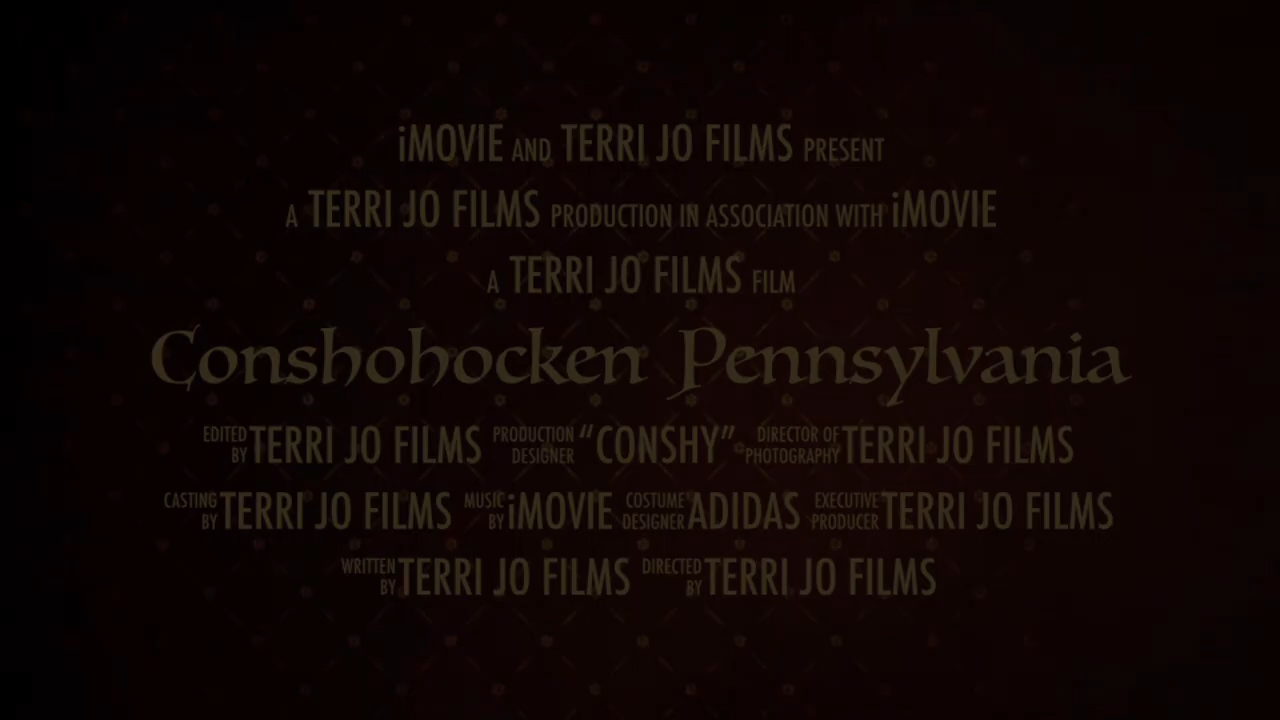 iMOVIE AND TERRI JO FILMS PRESENT
A TERRI JO FILMS PRODUCTION IN ASSOCIATION WITH iMOVIE
A TERRI JO FILMS FILM
Conshohocken Pennsylvania
EDITED BY TERRI JO FILMS PRODUCTION DESIGNER “CONSHY” DIRECTOR OF PHOTOGRAPHY TERRI JO FILMS
CASTING BY TERRI JO FILMS MUSIC BY iMOVIE COSTUME DESIGNER ADIDAS EXECUTIVE PRODUCER TERRI JO FILMS
WRITTEN BY TERRI JO FILMS DIRECTED BY TERRI JO FILMS